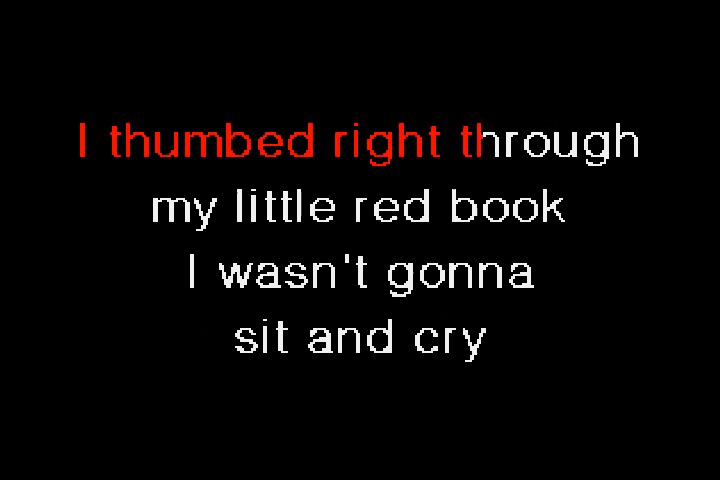 I thumbed right through
my little red book
I wasn't gonna
sit and cry